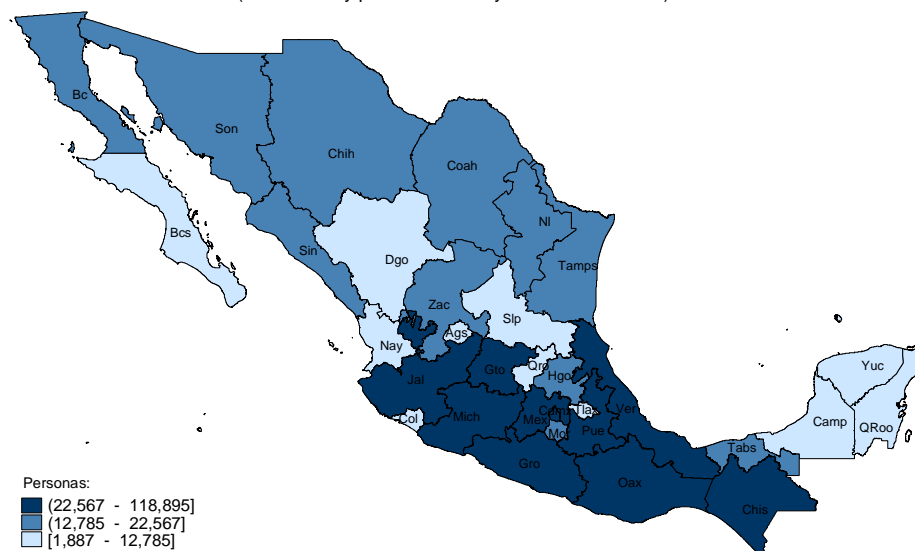 Bc
Son
Chih
Coah
Nl
Bcs
Sin
Dgo
Tamps
Zac
Slp
Ags
Nay
Qro
Yuc
Gto
Hgo
Jal
Tlax
Ver
Col
Mich
Mex
Camp
QRoo
Mor
Pue
Tabs
Gro
Oax
Chis
Personas:
(22,567 - 118,895]
(12,785 - 22,567]
[1,887 - 12,785]